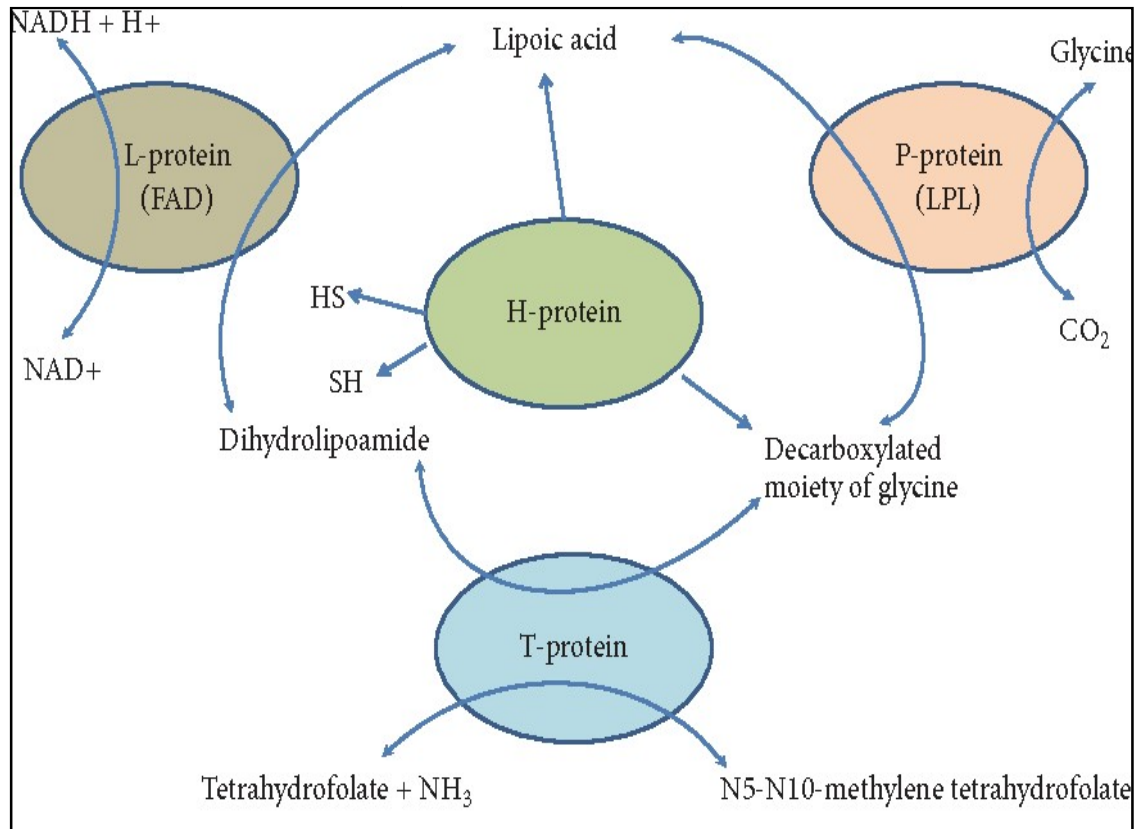 NADH + H+
Lipoic acid
Glycine
L-protein
(FAD)
P-protein
(LPL)
HS
H-protein
CO₂
NAD+
SH
Dihydrolipoamide
Decarboxylated
moiety of glycine
T-protein
Tetrahydrofolate + NH₃
N5-N10-methylene tetrahydrofolate